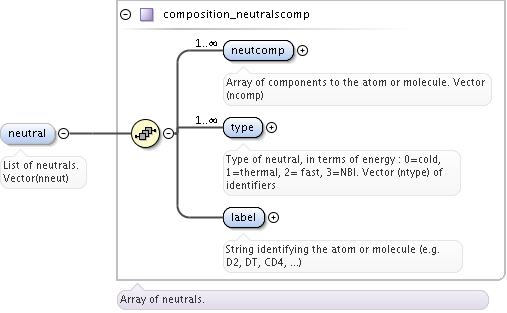 composition_neutralscomp
1..∞
neutcomp
Array of components to the atom or molecule. Vector
(ncomp)
1..∞
type
Type of neutral, in terms of energy : 0=cold,
1=thermal, 2= fast, 3=NBI. Vector (ntype) of
identifiers
neutral
List of neutrals.
Vector(nneut)
label
String identifying the atom or molecule (e.g.
D2, DT, CD4, ...)
Array of neutrals.